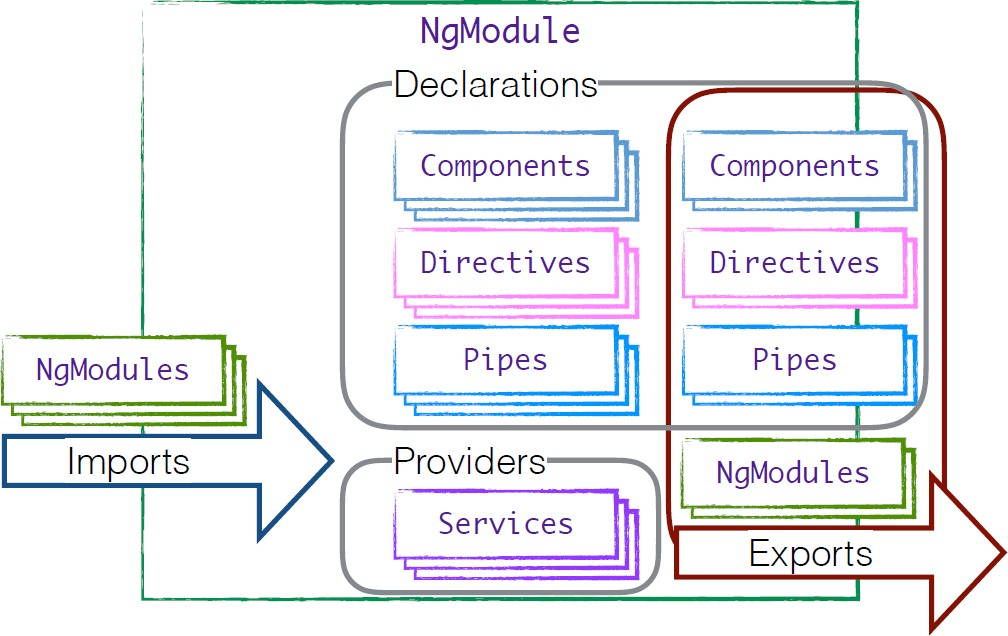 NgModule
Declarations
Components
Components
Directives
Directives
Pipes
Pipes
NgModules
Imports
Providers
Services
NgModules
Exports